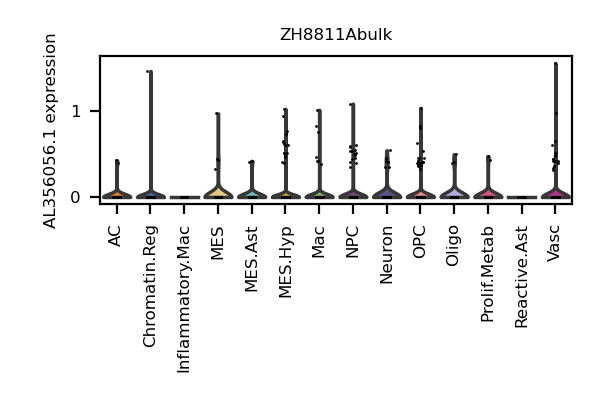 ZH8811Abulk
AL356056.1 expression
1
0
AC
Chromatin.Reg
Inflammatory.Mac
MES
MES.Ast
MES.Hyp
Mac
NPC
Neuron
OPC
Oligo
Prolif.Metab
Reactive.Ast
Vasc